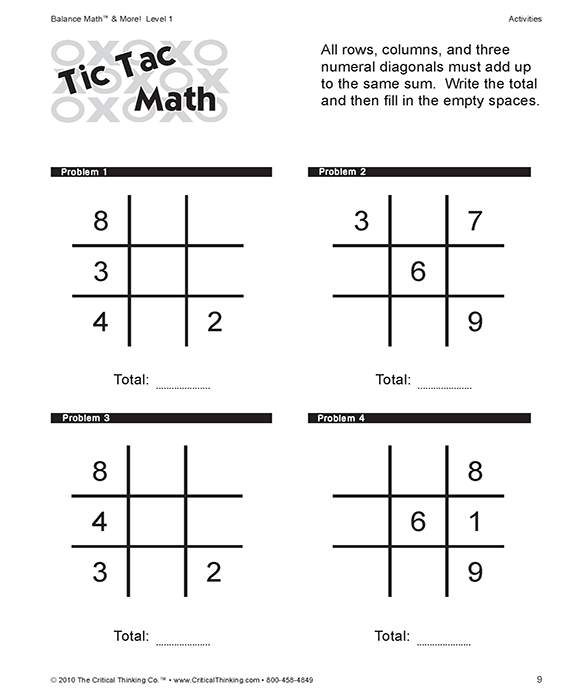 Balance Math™ & More! Level 1
Activities
OXOXO
Tic Tac
XOXOX
Math
OXOXO
All rows, columns, and three
numeral diagonals must add up
to the same sum. Write the total
and then fill in the empty spaces.
Problem 1
8
3
4 2
Total: ....................
Problem 2
3 7
6
9
Total: ....................
Problem 3
8
4
3 2
Total: ....................
Problem 4
8
6 1
9
Total: ....................
© 2010 The Critical Thinking Co.™ • www.CriticalThinking.com • 800-458-4849
9